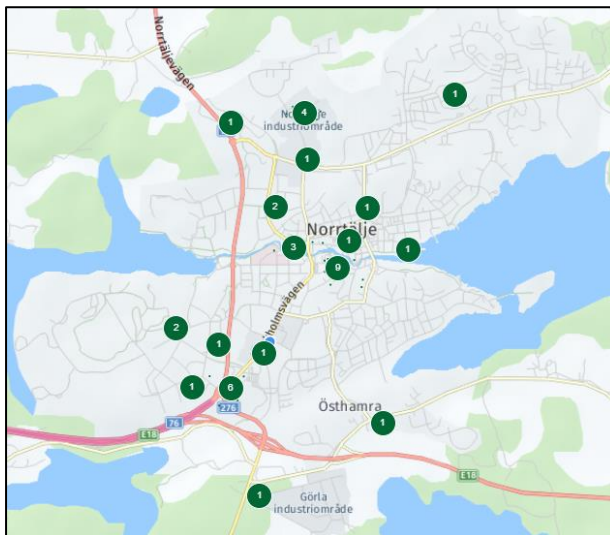 Norrtäljevägen
1
4
1
Norrtälje
industriområde
1
2
1
Norrtälje
1
3
1
9
holmsvägen
2
1
1
1
6
276
Östhamra
76
E18
1
E18
1
Görla
industriområde